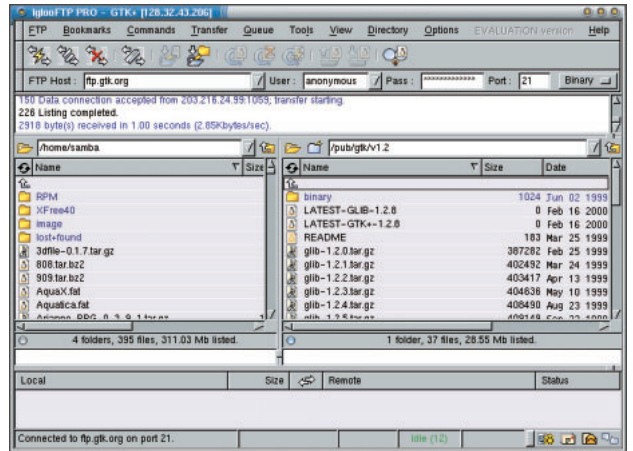 IglooFTP PRO - GTK+ [128.32.43.206]
FTP Bookmarks Commands Transfer Queue Tools View Directory Options EVALUATION version Help
FTP Host : ftp.gtk.org User : anonymous Pass : ************ Port : 21 Binary
150 Data connection accepted from 203.216.24.99:1059; transfer starting.
226 Listing completed.
2918 byte(s) received in 1.00 seconds (2.85Kbytes/sec).
/home/samba /pub/gtk/v1.2
Name Size Name Size Date
RPM binary 1024 Jun 02 1999
XFree40 LATEST-GLIB-1.2.8 0 Feb 16 2000
image LATEST-GTK+-1.2.8 0 Feb 16 2000
lost+found README 183 Mar 25 1999
3dfile-0.1.7.tar.gz glib-1.2.0.tar.gz 387282 Feb 25 1999
808.tar.bz2 glib-1.2.1.tar.gz 402492 Mar 24 1999
909.tar.bz2 glib-1.2.2.tar.gz 403417 Apr 13 1999
AquaX.fat glib-1.2.3.tar.gz 404636 May 10 1999
Aquatica.fat glib-1.2.4.tar.gz 408490 Aug 23 1999
glib-1.2.5.tar.gz 409149
4 folders, 395 files, 311.03 Mb listed. 1 folder, 37 files, 28.55 Mb listed.
Local Size Remote Status
Connected to ftp.gtk.org on port 21. Idle (12)